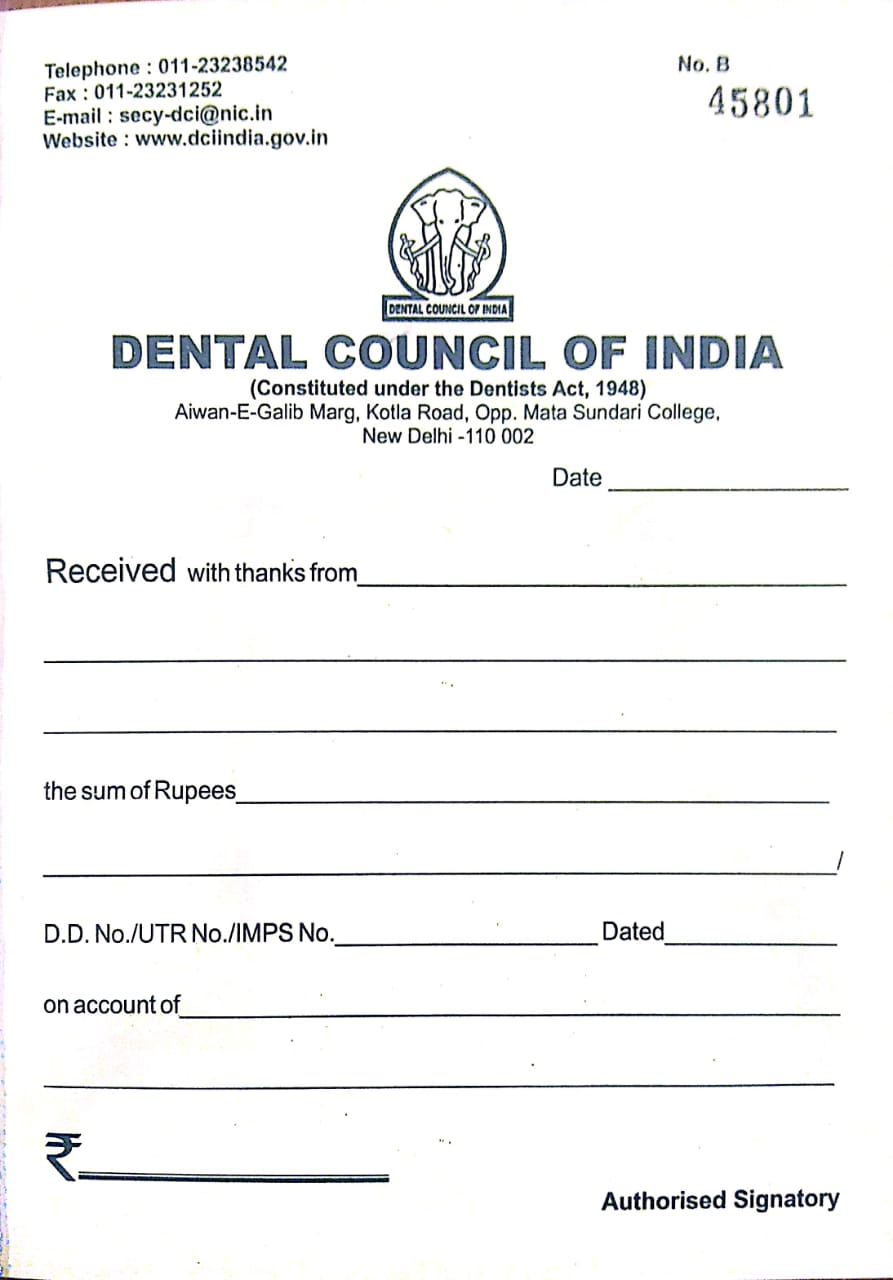 Telephone : 011-23238542
Fax : 011-23231252
E-mail : secy-dci@nic.in
Website : www.dciindia.gov.in
No. B
45801
DENTAL COUNCIL OF INDIA
DENTAL COUNCIL OF INDIA
(Constituted under the Dentists Act, 1948)
Aiwan-E-Galib Marg, Kotla Road, Opp. Mata Sundari College,
New Delhi -110 002
Date
Received with thanks from
the sum of Rupees
/
D.D. No./UTR No./IMPS No. Dated
on account of
₹
Authorised Signatory